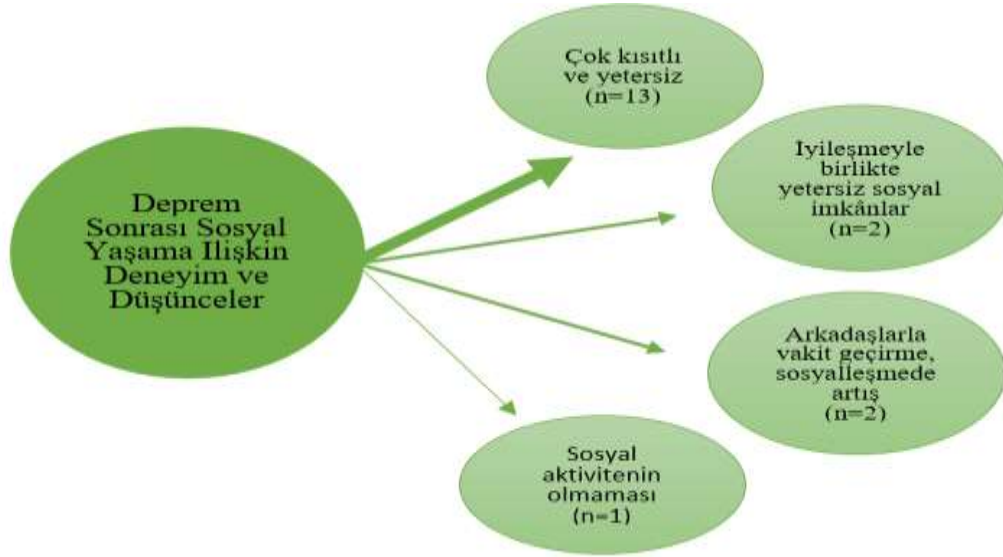 Deprem
Sonrası Sosyal
Yaşama Ilişkin
Deneyim ve
Düşünceler
Çok kısıtlı
ve yetersiz
(n=13)
İyileşmeyle
birlikte
yetersiz sosyal
imkânlar
(n=2)
Arkadaşlarla
vakit geçirme,
sosyalleşmede
artış
(n=2)
Sosyal
aktivitenin
olmaması
(n=1)